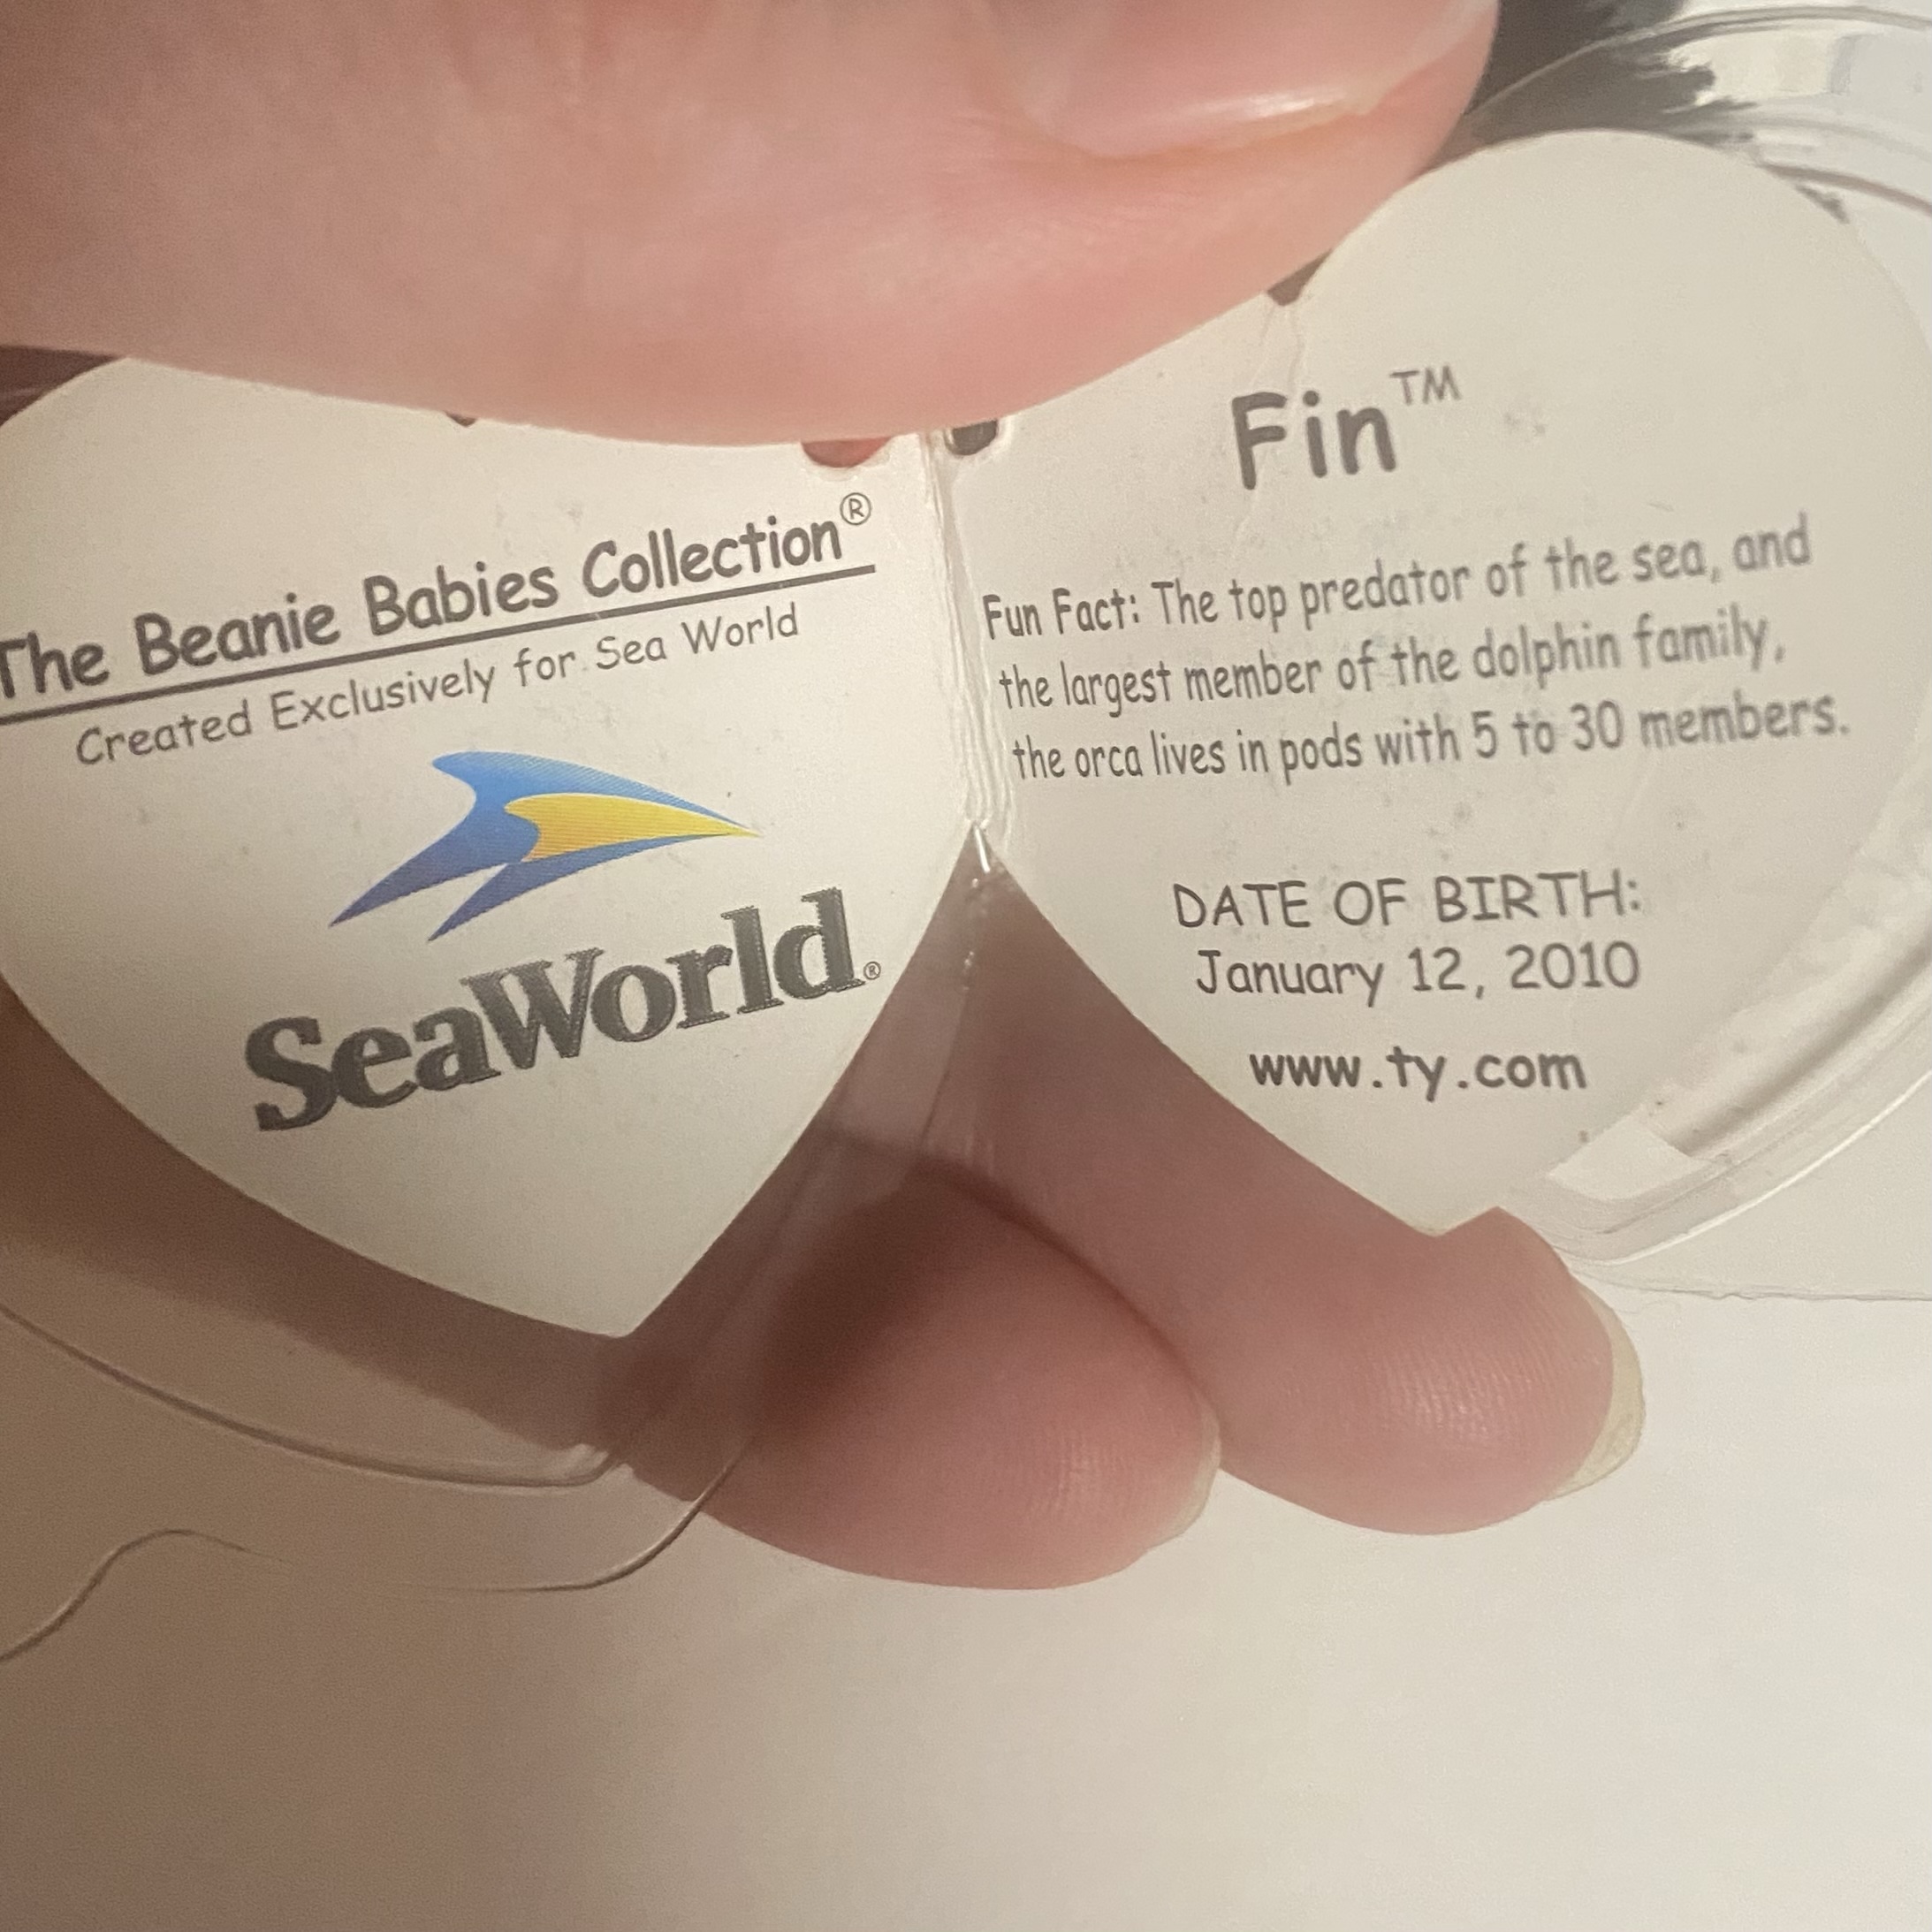 The Beanie Babies Collection®
Created Exclusively for Sea World
SeaWorld®
Fin™
Fun Fact: The top predator of the sea, and
the largest member of the dolphin family,
the orca lives in pods with 5 to 30 members.
DATE OF BIRTH:
January 12, 2010
www.ty.com